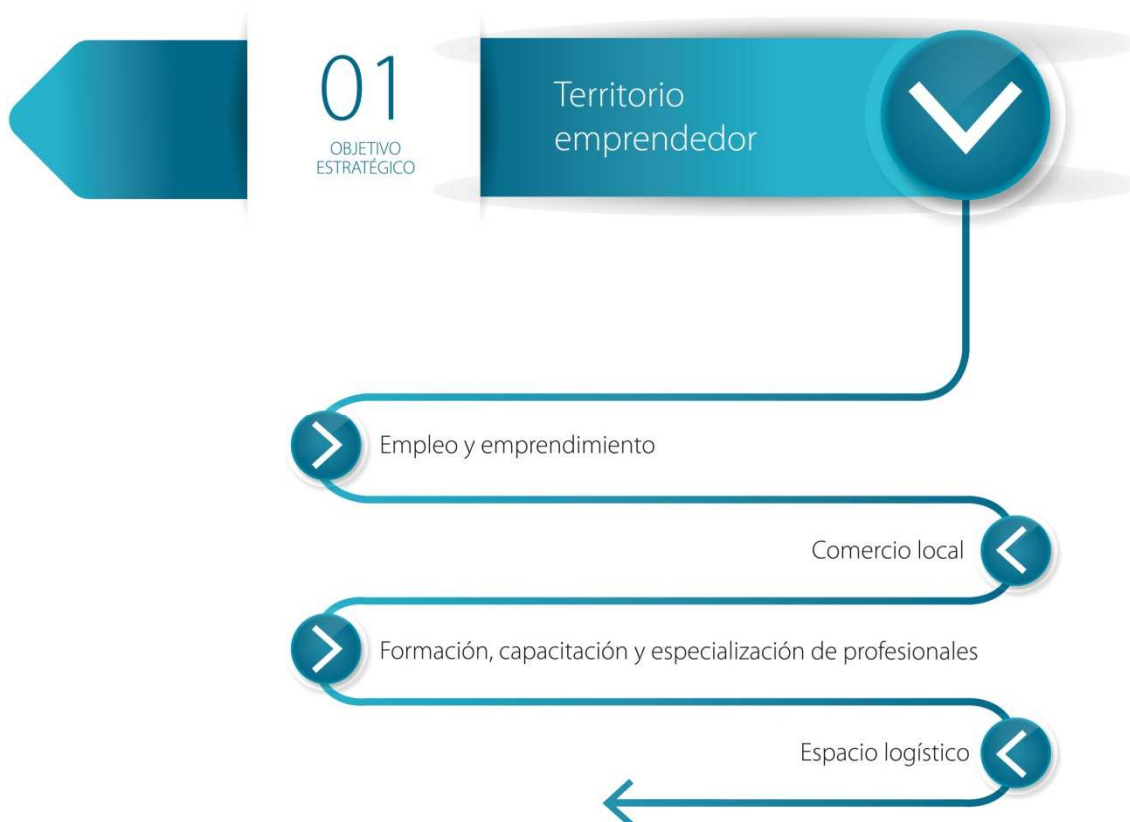 01
OBJETIVO
ESTRATÉGICO
Territorio
emprendedor
Empleo y emprendimiento
Comercio local
Formación, capacitación y especialización de profesionales
Espacio logístico